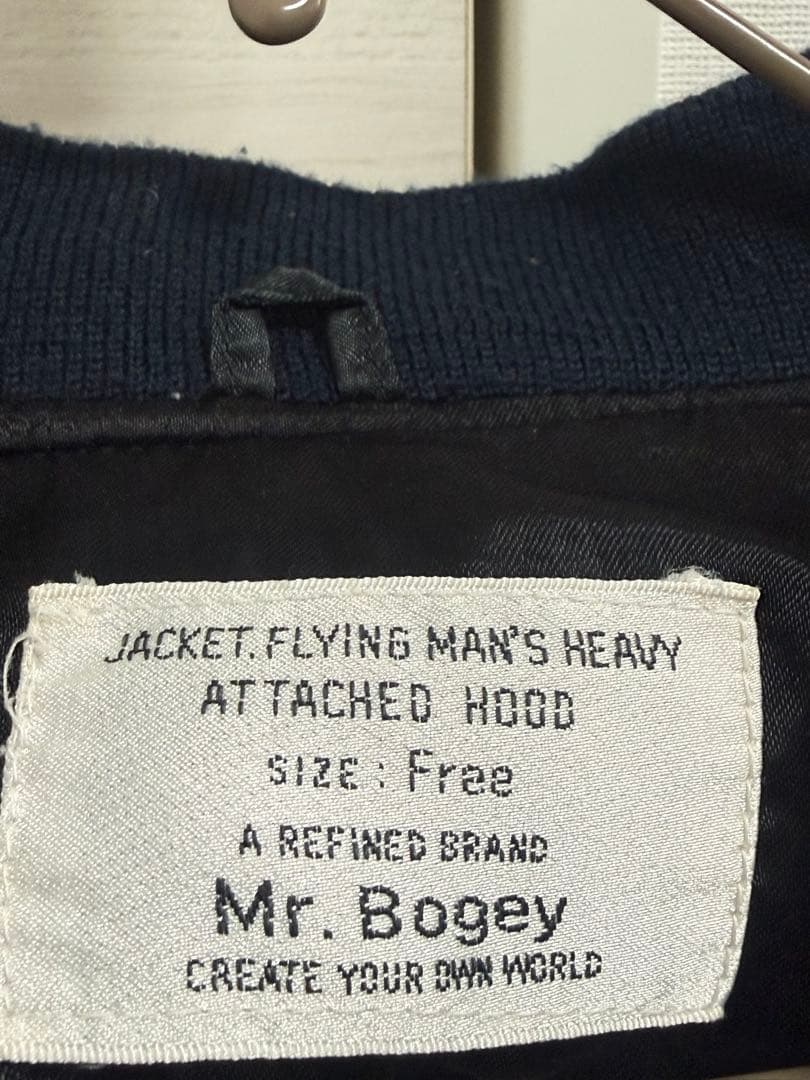 JACKET. FLYING MAN'S HEAVY
ATTACHED HOOD
SIZE : Free
A REFINED BRAND
Mr. Bogey
CREATE YOUR OWN WORLD